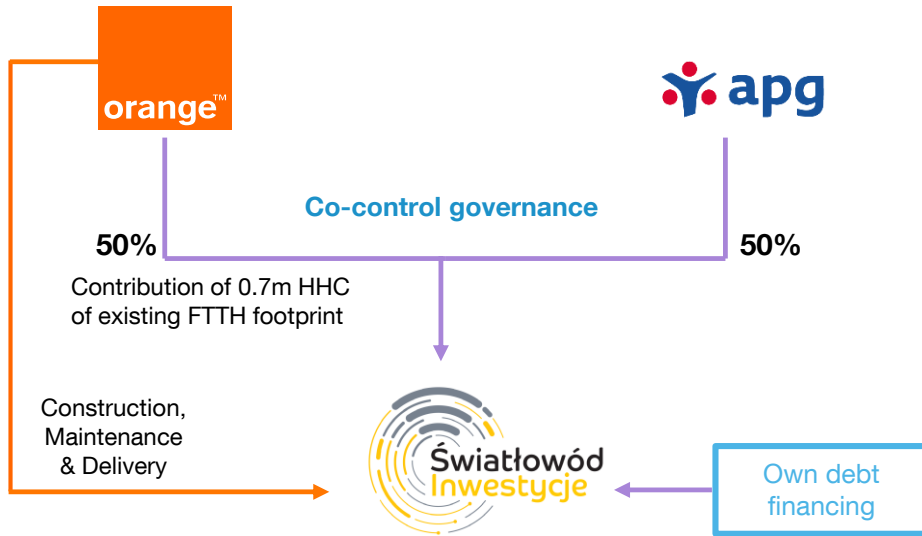 orange™
apg
Co-control governance
50%
50%
Contribution of 0.7m HHC
of existing FTTH footprint
Construction,
Maintenance
& Delivery
Światłowód
Inwestycje
Own debt
financing